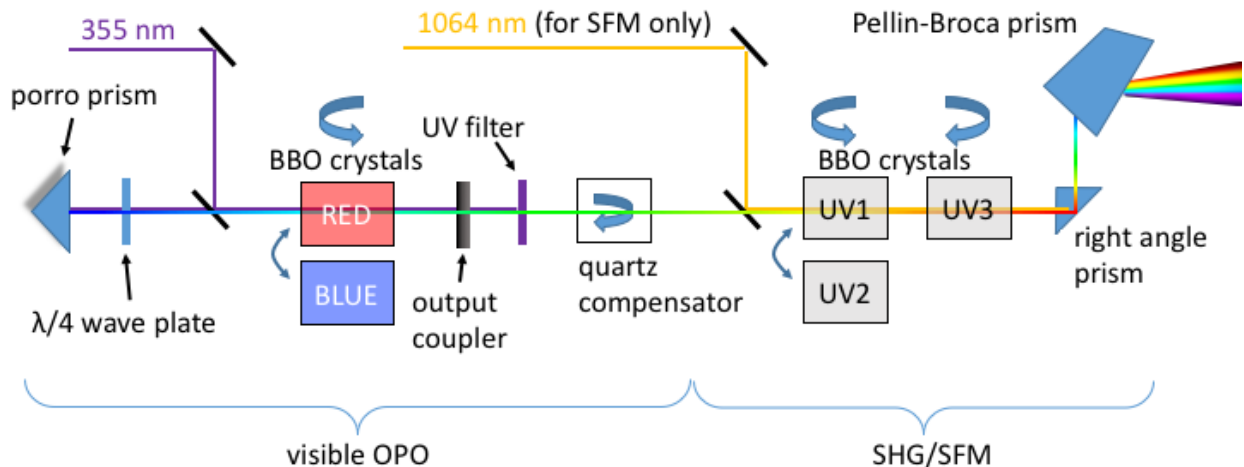 355 nm
1064 nm (for SFM only)
Pellin-Broca prism
porro prism
UV filter
BBO crystals
BBO crystals
RED
UV1
UV3
BLUE
UV2
λ/4 wave plate
output
coupler
quartz
compensator
right angle
prism
visible OPO
SHG/SFM